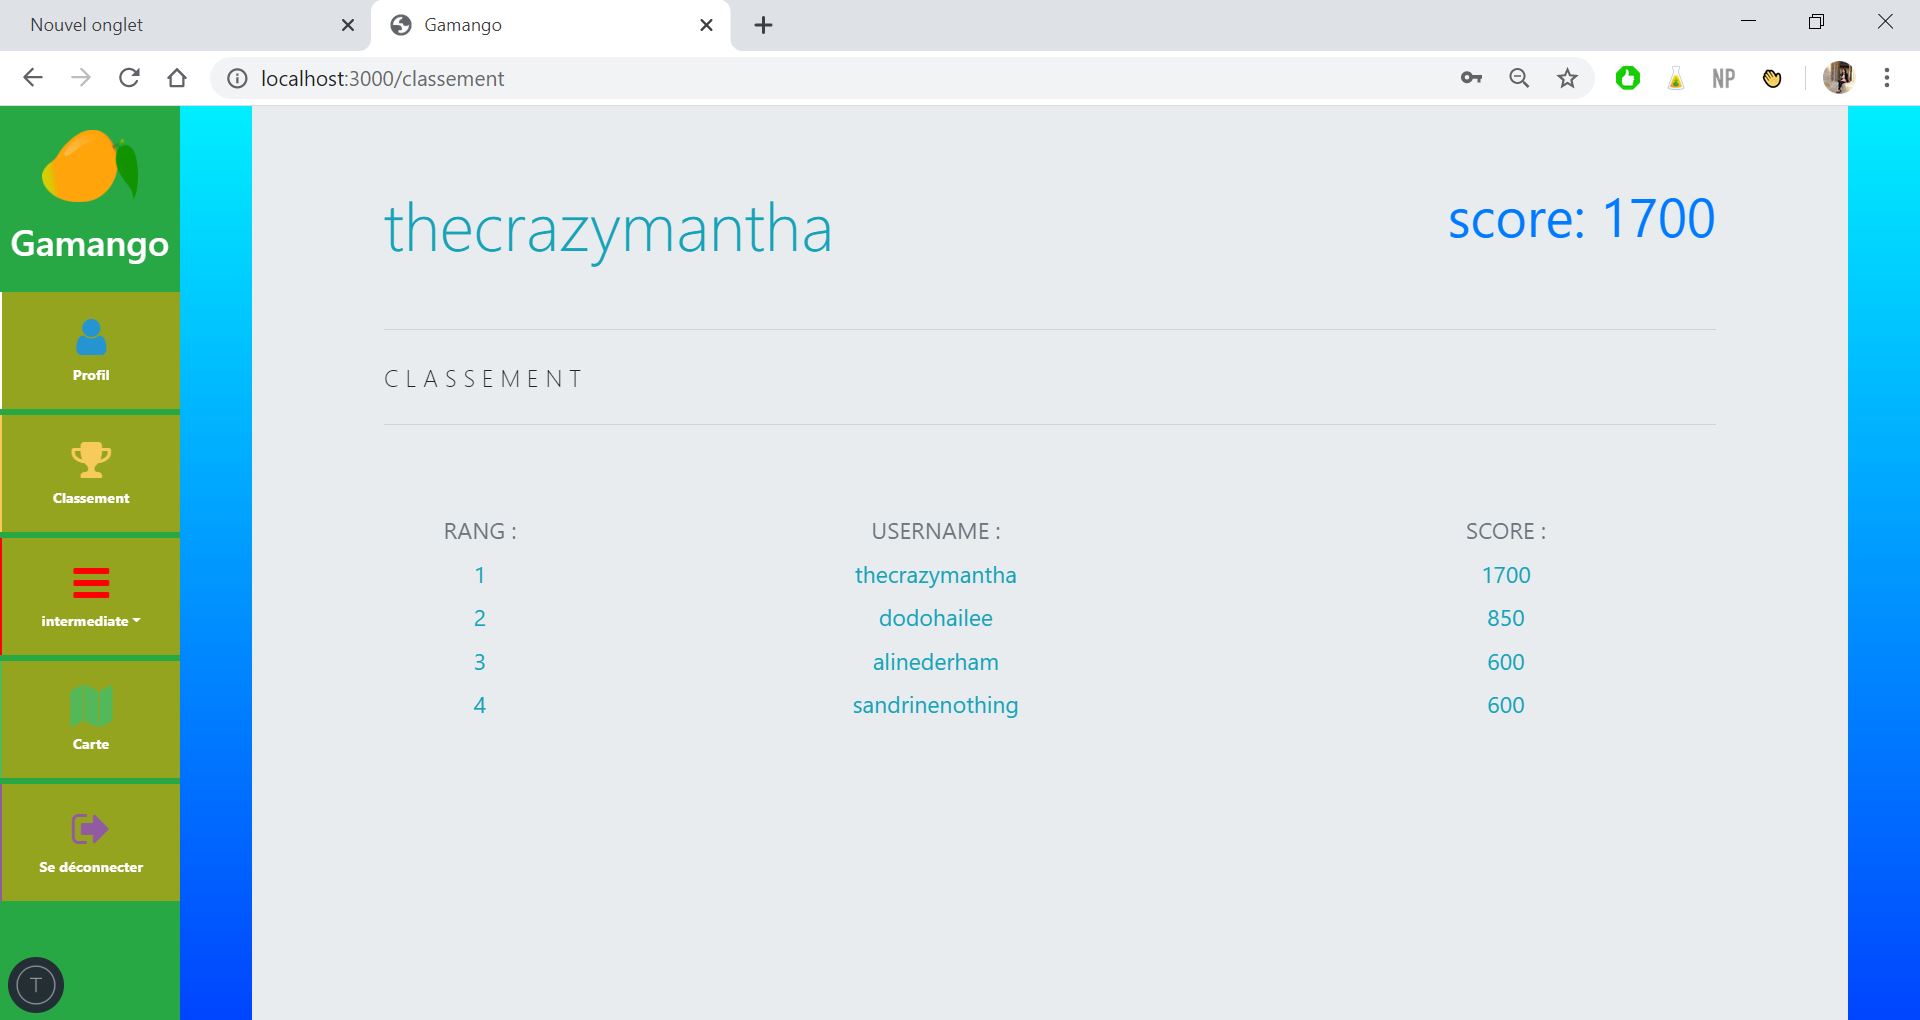 Nouvel onglet
Gamango
localhost:3000/classement
NP
Gamango
Profil
Classement
intermediate
Carte
Se déconnecter
T
thecrazymantha
score: 1700
CLASSEMENT
RANG : USERNAME : SCORE :
1 thecrazymantha 1700
2 dodohailee 850
3 alinederham 600
4 sandrinenothing 600